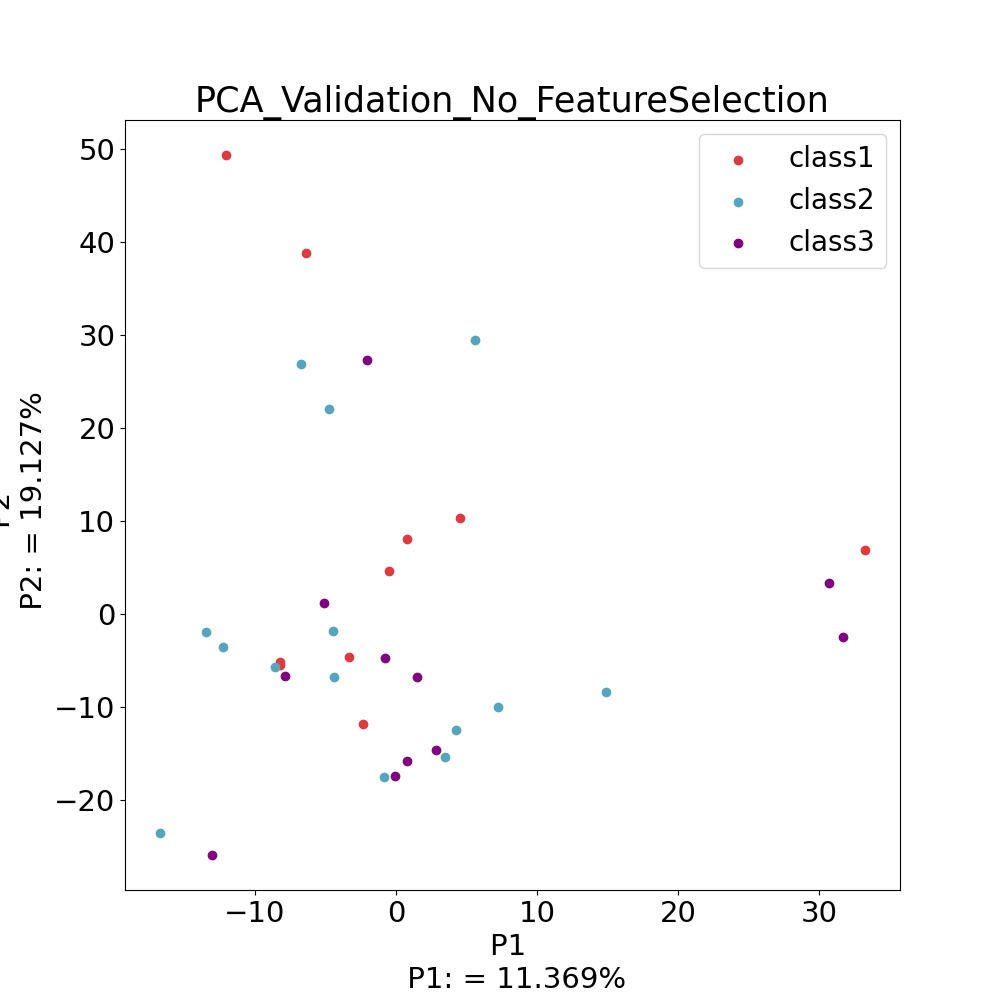 PCA_Validation_No_FeatureSelection
class1
class2
class3
50
40
30
20
10
0
−10
−20
P2: = 19.127%
−10
0
10
20
30
P1
P1: = 11.369%